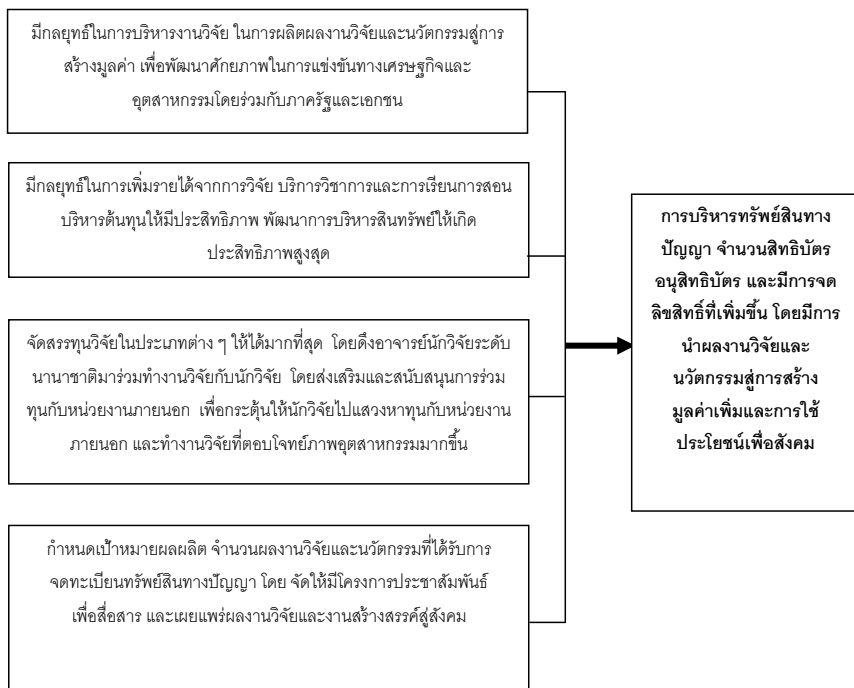 มีกลยุทธ์ในการบริหารงานวิจัย ในการผลิตผลงานวิจัยและนวัตกรรมสู่การ
สร้างมูลค่า เพื่อพัฒนาศักยภาพในการแข่งขันทางเศรษฐกิจและ
อุตสาหกรรมโดยร่วมกับภาครัฐและเอกชน
มีกลยุทธ์ในการเพิ่มรายได้จากการวิจัย บริการวิชาการและการเรียนการสอน
บริหารต้นทุนให้มีประสิทธิภาพ พัฒนาการบริหารสินทรัพย์ให้เกิด
ประสิทธิภาพสูงสุด
จัดสรรทุนวิจัยในประเภทต่าง ๆ ให้ได้มากที่สุด โดยดึงอาจารย์นักวิจัยระดับ
นานาชาติมาร่วมทำงานวิจัยกับนักวิจัย โดยส่งเสริมและสนับสนุนการร่วม
ทุนกับหน่วยงานภายนอก เพื่อกระตุ้นให้นักวิจัยไปแสวงหาทุนกับหน่วยงาน
ภายนอก และทำงานวิจัยที่ตอบโจทย์ภาพอุตสาหกรรมมากขึ้น
กำหนดเป้าหมายผลผลิต จำนวนผลงานวิจัยและนวัตกรรมที่ได้รับการ
จดทะเบียนทรัพย์สินทางปัญญา โดย จัดให้มีโครงการประชาสัมพันธ์
เพื่อสื่อสาร และเผยแพร่ผลงานวิจัยและงานสร้างสรรค์สู่สังคม
การบริหารทรัพย์สินทาง
ปัญญา จำนวนสิทธิบัตร
อนุสิทธิบัตร และมีการจด
ลิขสิทธิ์ที่เพิ่มขึ้น โดยมีการ
นำผลงานวิจัยและ
นวัตกรรมสู่การสร้าง
มูลค่าเพิ่มและการใช้
ประโยชน์เพื่อสังคม